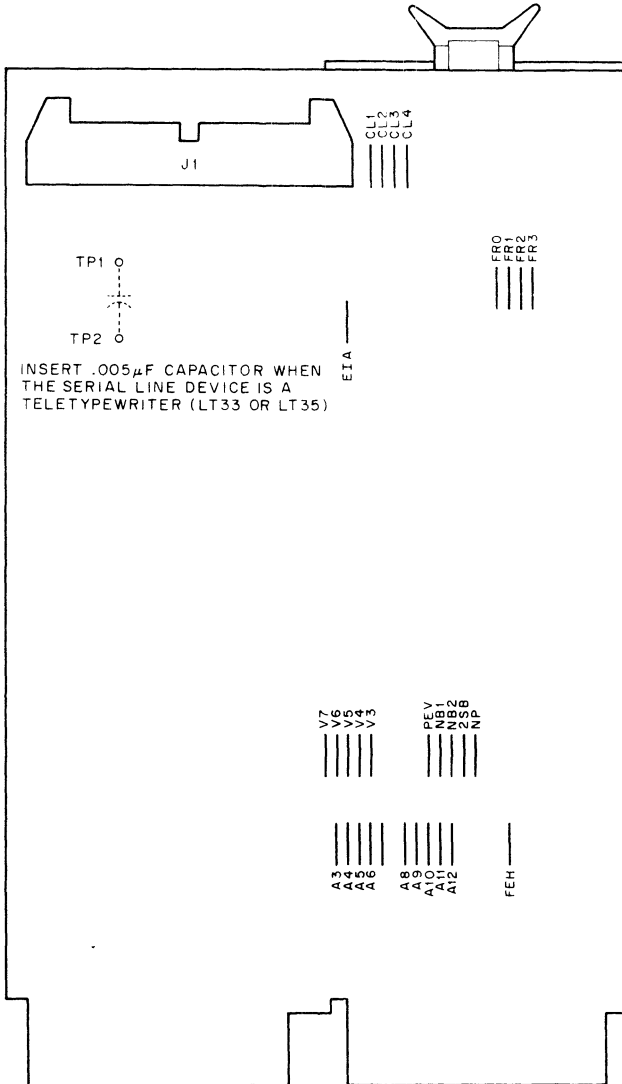 CL1
CL2
CL3
CL4
J1
FR0
FR1
FR2
FR3
TP1
TP2
EIA
INSERT .005µF CAPACITOR WHEN
THE SERIAL LINE DEVICE IS A
TELETYPEWRITER (LT33 OR LT35)
V7
V6
V5
V4
V3
PEV
NB1
NB2
2SB
NP
A3
A4
A5
A6
A8
A9
A10
A11
A12
FEH